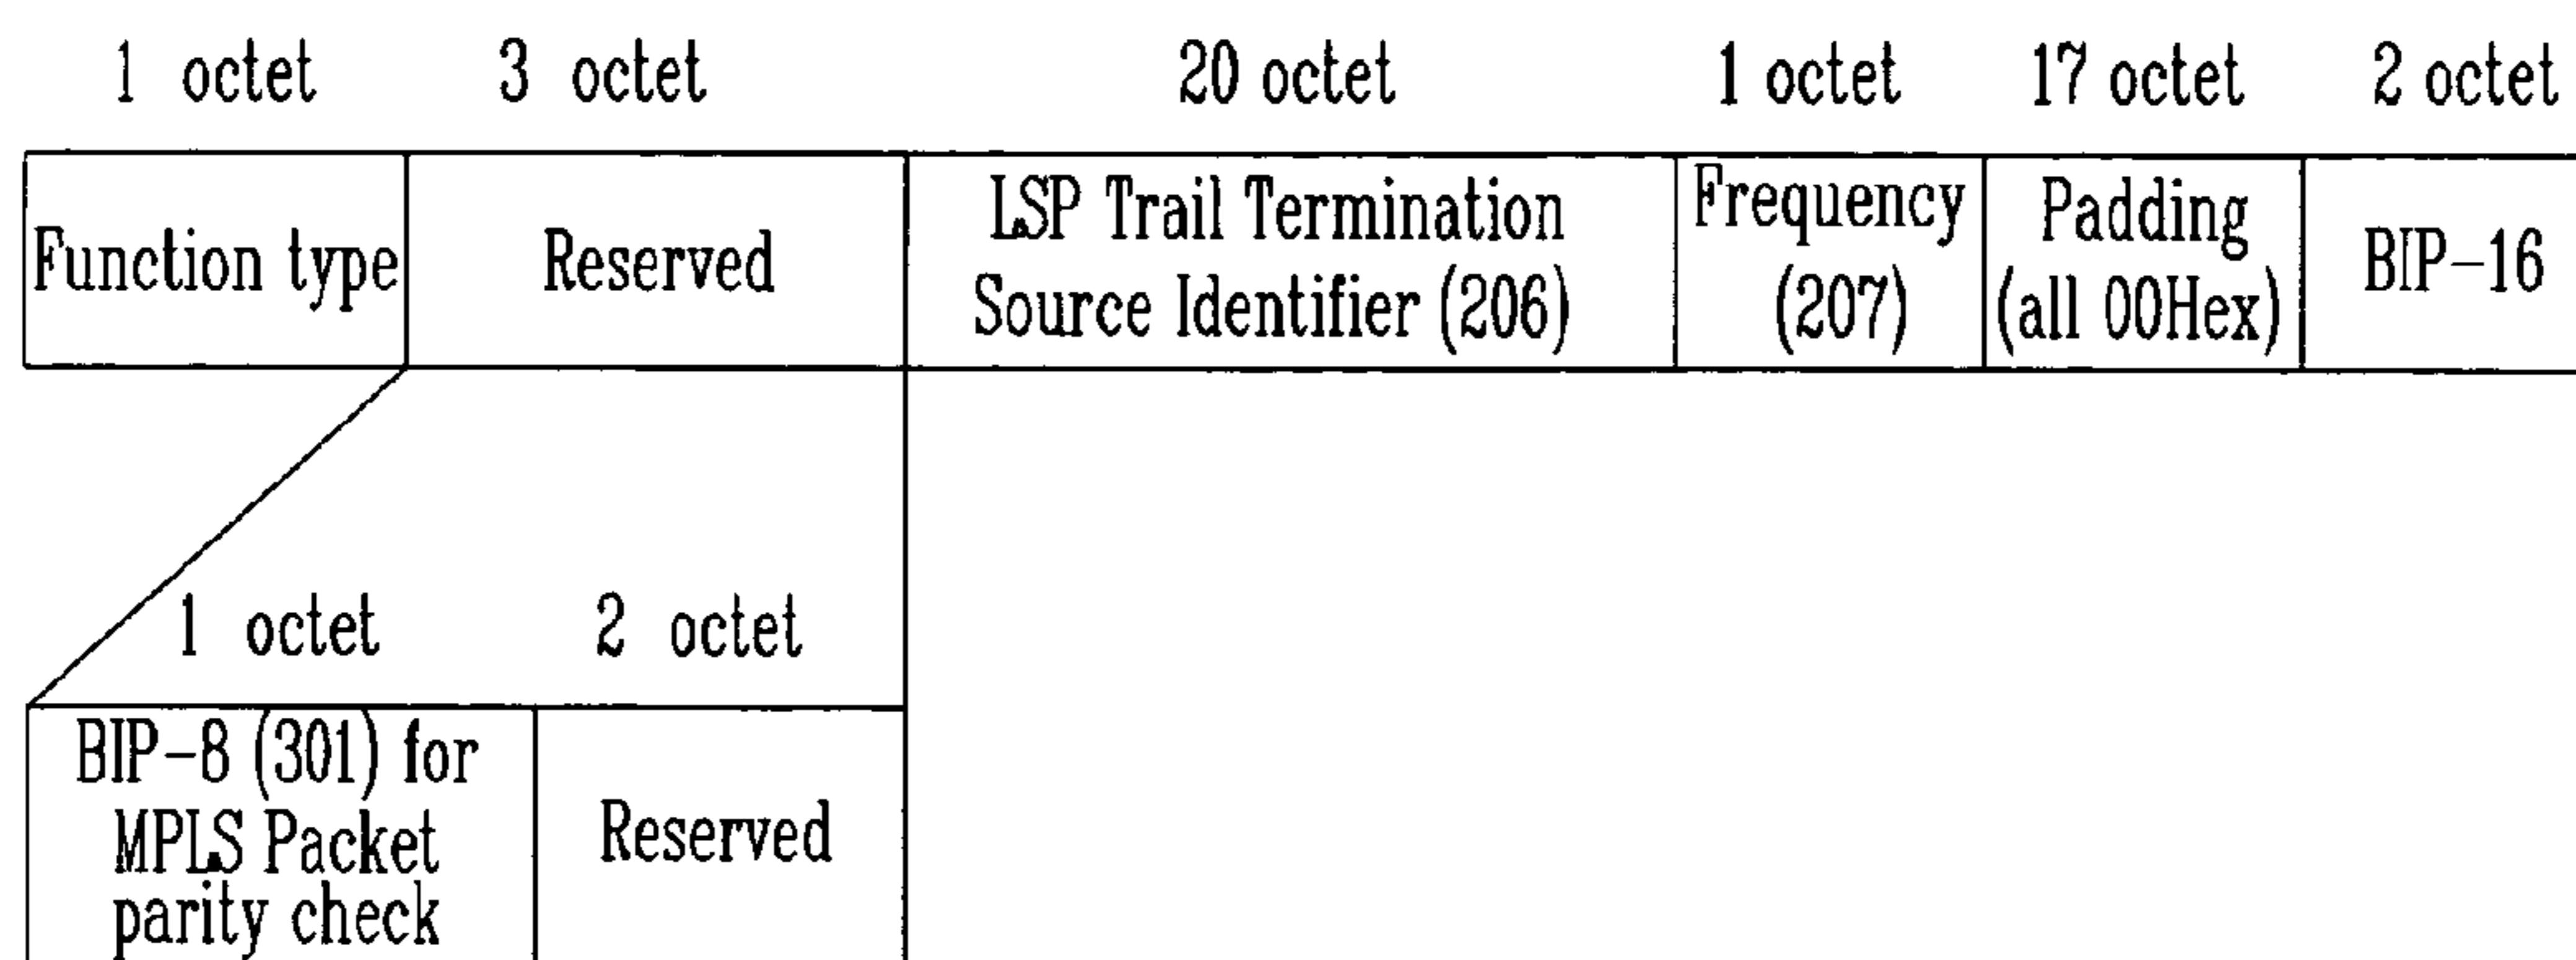 1 octet 3 octet 20 octet 1 octet 17 octet 2 octet
Function type
Reserved
LSP Trail Termination
Source Identifier (206)
Frequency
(207)
Padding
(all 00Hex)
BIP-16
1 octet 2 octet
BIP-8 (301) for
MPLS Packet
parity check
Reserved